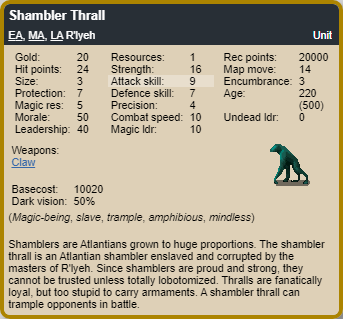 Shambler Thrall
EA, MA, LA R'lyeh Unit
Gold: 20 Resources: 1 Rec points: 20000
Hit points: 24 Strength: 16 Map move: 14
Size: 3 Attack skill: 9 Encumbrance: 3
Protection: 7 Defence skill: 7 Age: 220
Magic res: 5 Precision: 4 (500)
Morale: 50 Combat speed: 10 Undead ldr: 0
Leadership: 40 Magic ldr: 10
Weapons:
Claw
Basecost: 10020
Dark vision: 50%
(Magic-being, slave, trample, amphibious, mindless)
Shamblers are Atlantians grown to huge proportions. The shambler
thrall is an Atlantian shambler enslaved and corrupted by the
masters of R'lyeh. Since shamblers are proud and strong, they
cannot be trusted unless totally lobotomized. Thralls are fanatically
loyal, but too stupid to carry armaments. A shambler thrall can
trample opponents in battle.